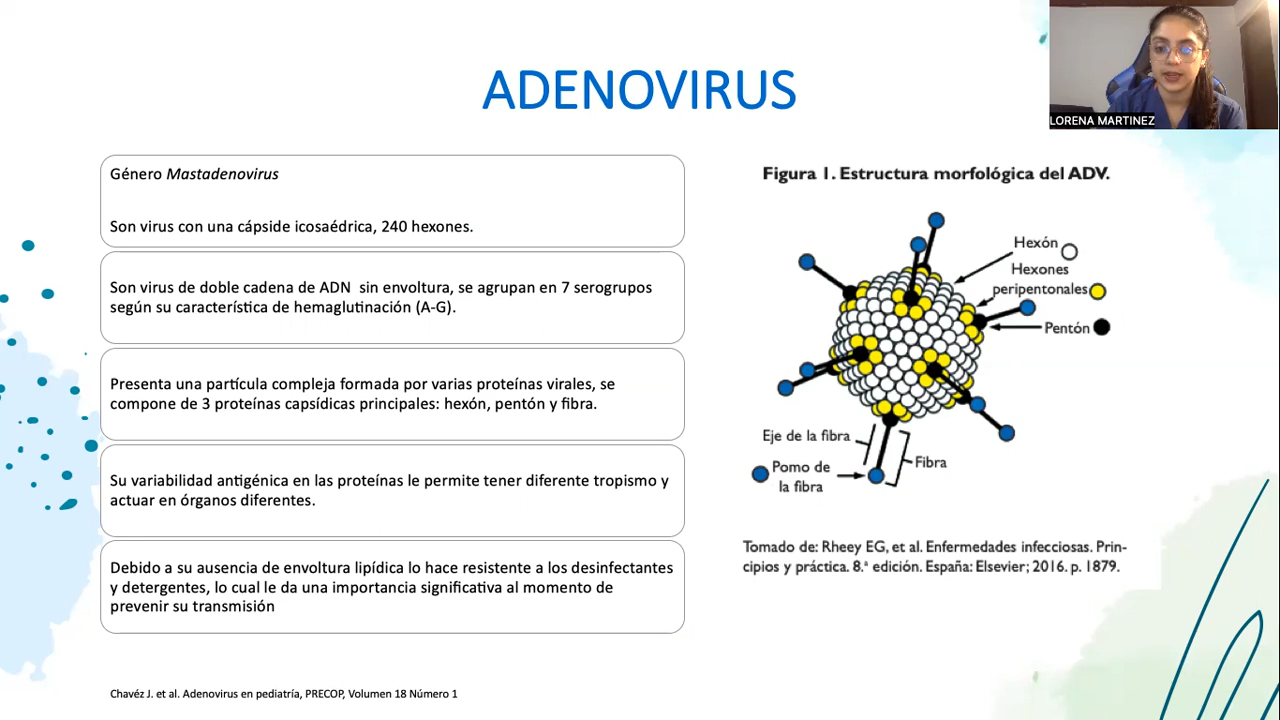 ADENOVIRUS
LORENA MARTINEZ
Género Mastadenovirus
Son virus con una cápside icosaédrica, 240 hexones.
Son virus de doble cadena de ADN sin envoltura, se agrupan en 7 serogrupos
según su característica de hemaglutinación (A-G).
Presenta una partícula compleja formada por varias proteínas virales, se
compone de 3 proteínas capsídicas principales: hexón, pentón y fibra.
Su variabilidad antigénica en las proteínas le permite tener diferente tropismo y
actuar en órganos diferentes.
Debido a su ausencia de envoltura lipídica lo hace resistente a los desinfectantes
y detergentes, lo cual le da una importancia significativa al momento de
prevenir su transmisión
Chavéz J. et al. Adenovirus en pediatría, PRECOP, Volumen 18 Número 1
Figura 1. Estructura morfológica del ADV.
Hexón
Hexones
peripentonales
Pentón
Eje de la fibra
Fibra
Pomo de
la fibra
Tomado de: Rheey EG, et al. Enfermedades infecciosas. Prin-
cipios y práctica. 8.ª edición. España: Elsevier; 2016. p. 1879.